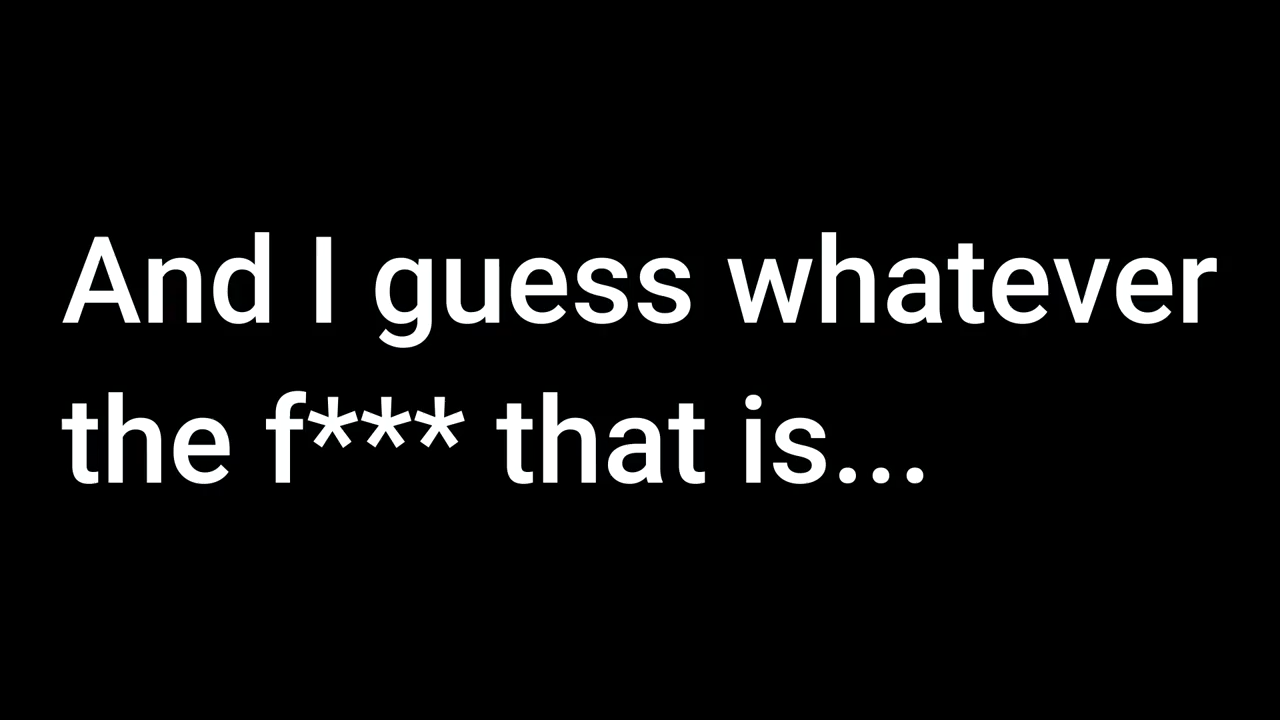 And I guess whatever
the f*** that is...